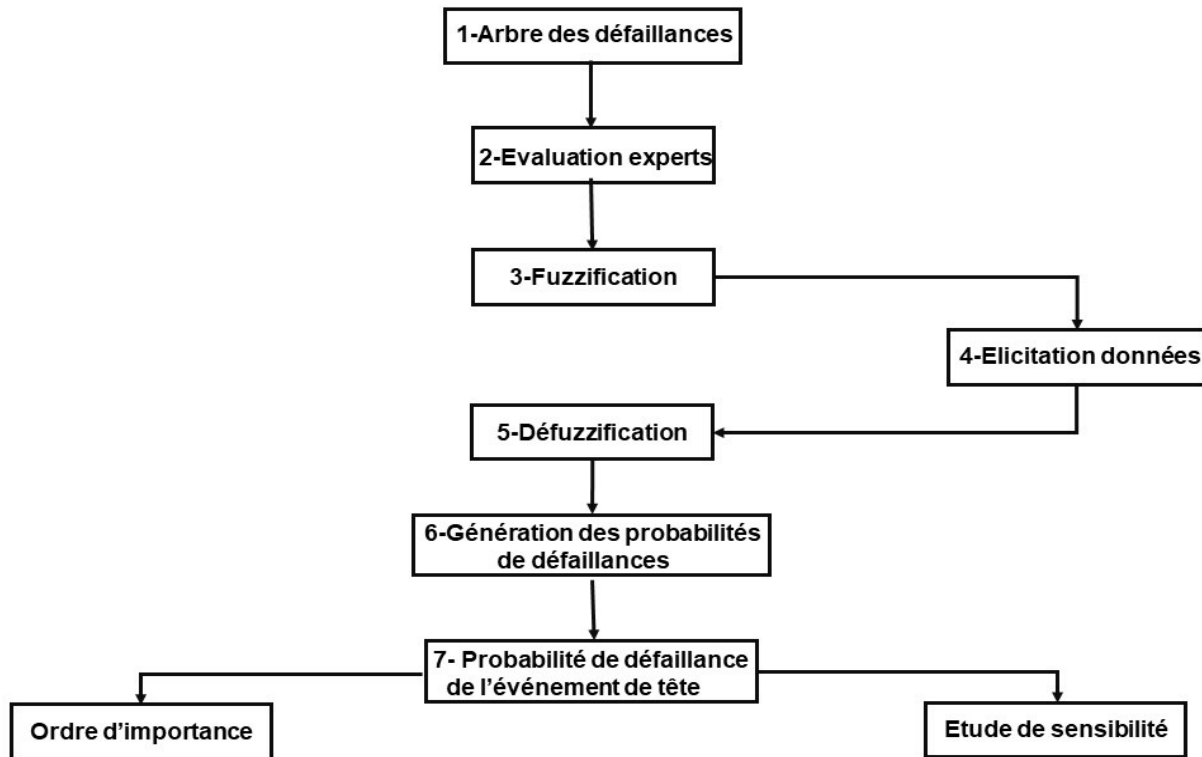 1-Arbre des défaillances
2-Evaluation experts
3-Fuzzification
4-Elicitation données
5-Défuzzification
6-Génération des probabilités
de défaillances
7- Probabilité de défaillance
de l’événement de tête
Ordre d’importance
Etude de sensibilité